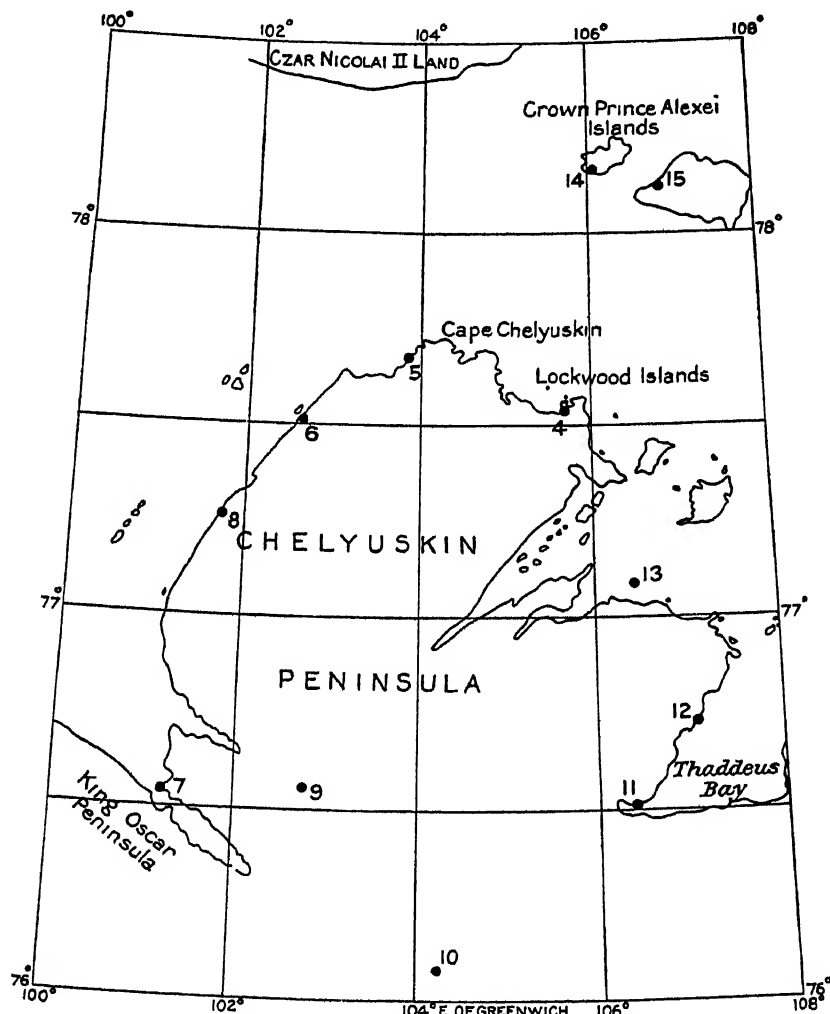 100° 102° 104° 106° 108°
CZAR NICOLAI II LAND
Crown Prince Alexei
Islands
14 15
78° 78°
Cape Chelyuskin
5
Lockwood Islands
6 4
8
CHELYUSKIN
13
77° 77°
PENINSULA
12
Thaddeus
Bay
7 9 11
King Oscar
Peninsula
10
76° 76°
100° 102° 104° E. OF GREENWICH 106° 108°